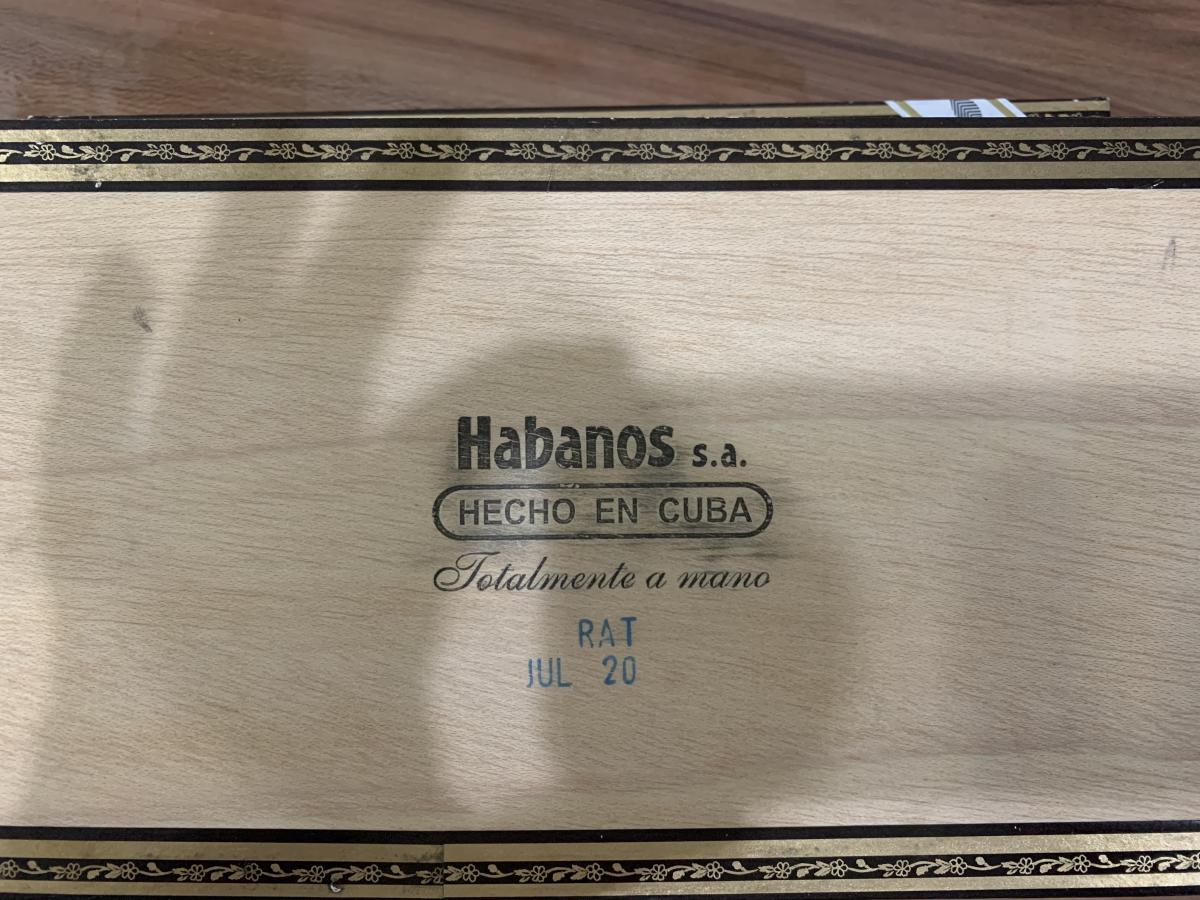 Habanos s.a.
HECHO EN CUBA
Totalmente a mano
RAT
JUL 20